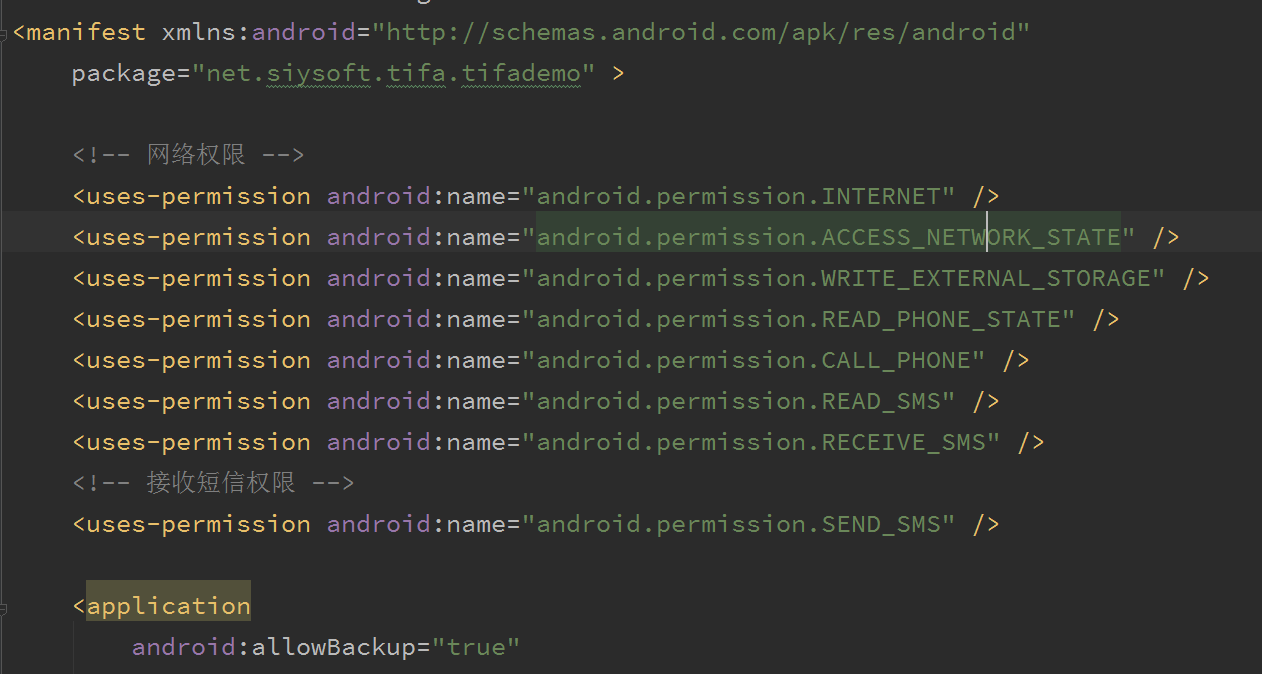 <manifest xmlns:android="http://schemas.android.com/apk/res/android"
package="net.siysoft.tifa.tifademo" >
<!-- 网络权限 -->
<uses-permission android:name="android.permission.INTERNET" />
<uses-permission android:name="android.permission.ACCESS_NETWORK_STATE" />
<uses-permission android:name="android.permission.WRITE_EXTERNAL_STORAGE" />
<uses-permission android:name="android.permission.READ_PHONE_STATE" />
<uses-permission android:name="android.permission.CALL_PHONE" />
<uses-permission android:name="android.permission.READ_SMS" />
<uses-permission android:name="android.permission.RECEIVE_SMS" />
<!-- 接收短信权限 -->
<uses-permission android:name="android.permission.SEND_SMS" />
<application
android:allowBackup="true"